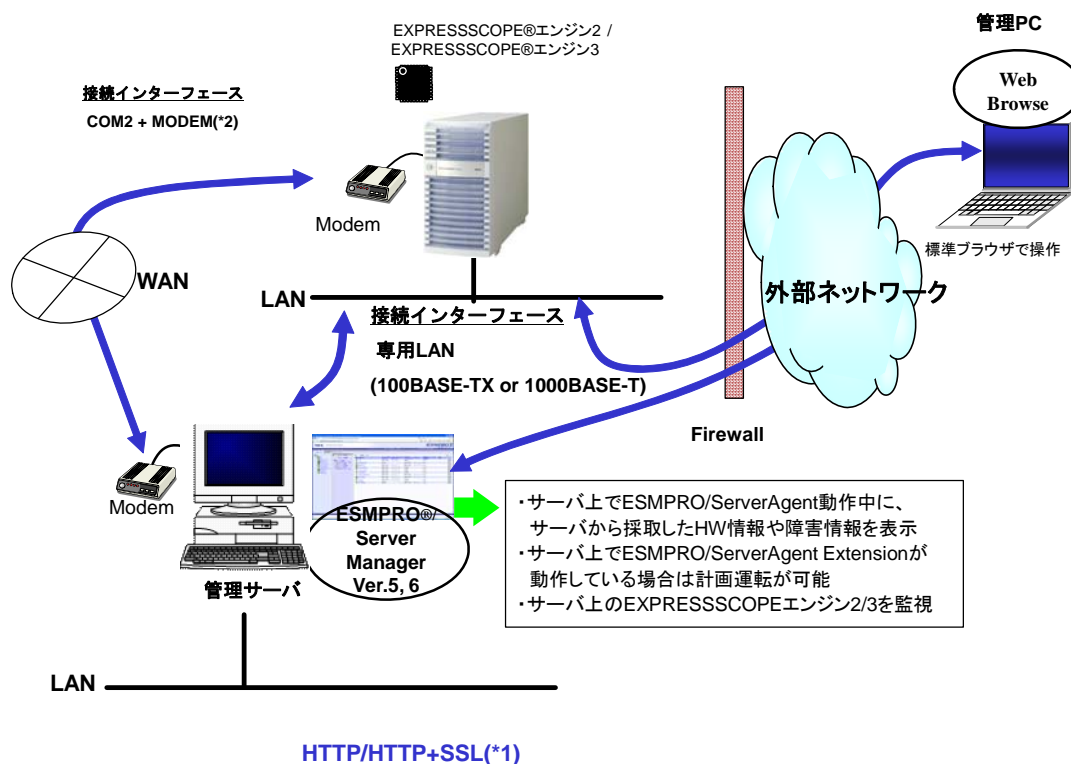 EXPRESSSCOPE®エンジン2 /
EXPRESSSCOPE®エンジン3
管理PC
Web
Browse
接続インターフェース
COM2 + MODEM(*2)
Modem
標準ブラウザで操作
WAN
LAN
外部ネットワーク
接続インターフェース
専用LAN
(100BASE-TX or 1000BASE-T)
Firewall
Modem
ESMPRO®/
Server
Manager
Ver.5, 6
管理サーバ
・サーバ上でESMPRO/ServerAgent動作中に、
サーバから採取したHW情報や障害情報を表示
・サーバ上でESMPRO/ServerAgent Extensionが
動作している場合は計画運転が可能
・サーバ上のEXPRESSSCOPEエンジン2/3を監視
LAN
HTTP/HTTP+SSL(*1)